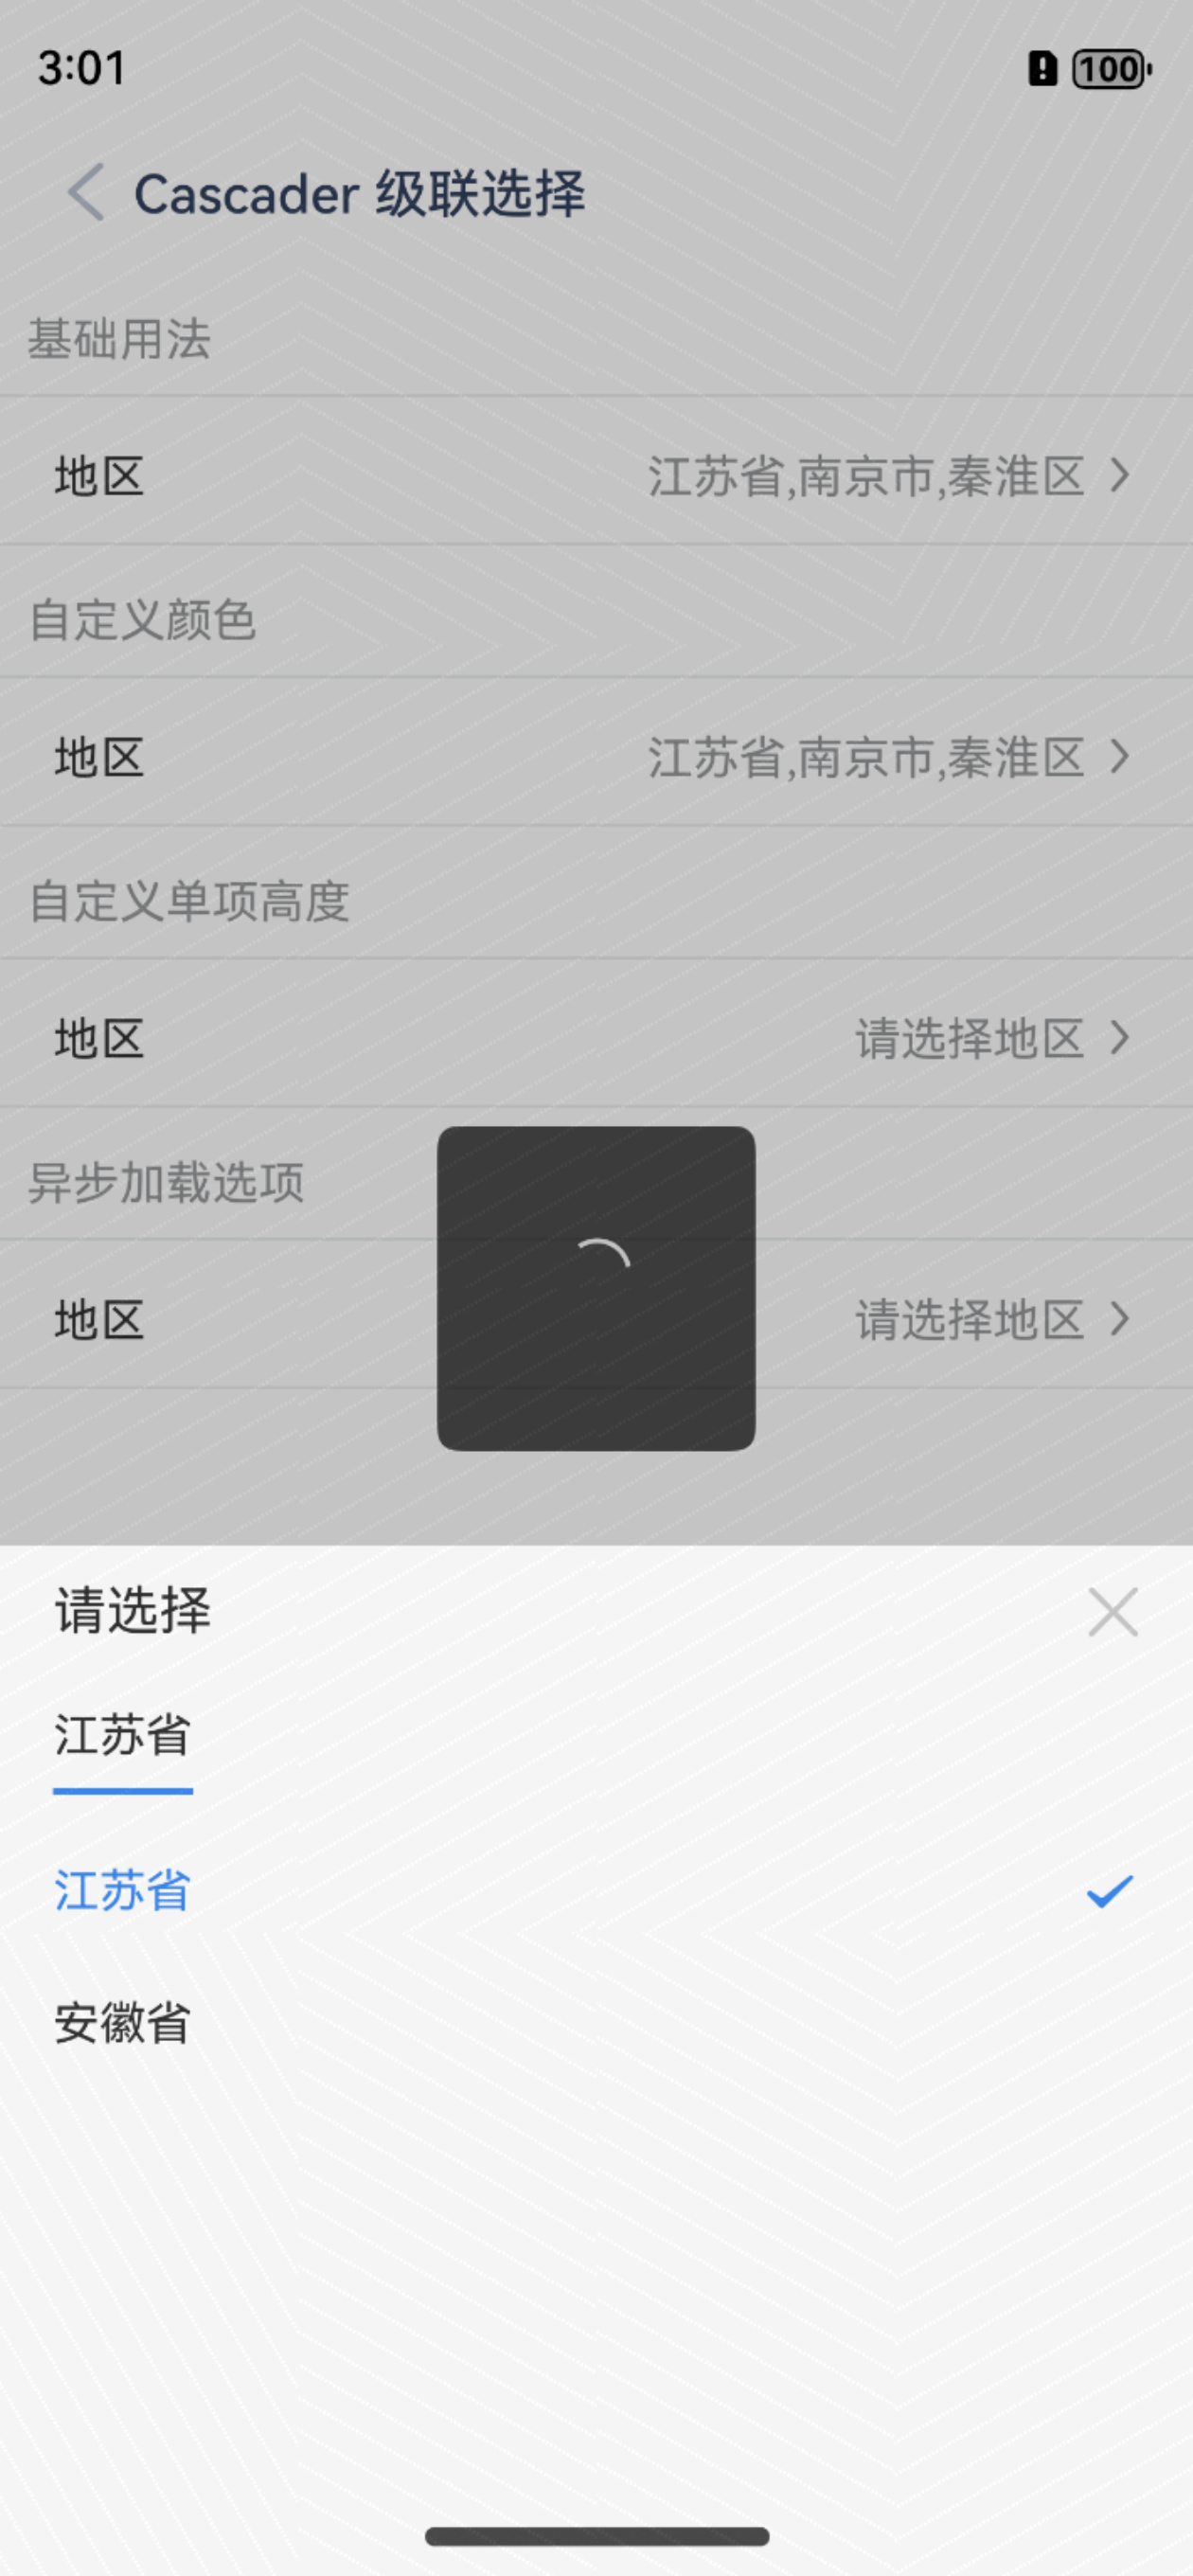 3:01
100
Cascader 级联选择
基础用法
地区 江苏省,南京市,秦淮区
自定义颜色
地区 江苏省,南京市,秦淮区
自定义单项高度
地区 请选择地区
异步加载选项
地区 请选择地区
请选择
江苏省
江苏省
安徽省